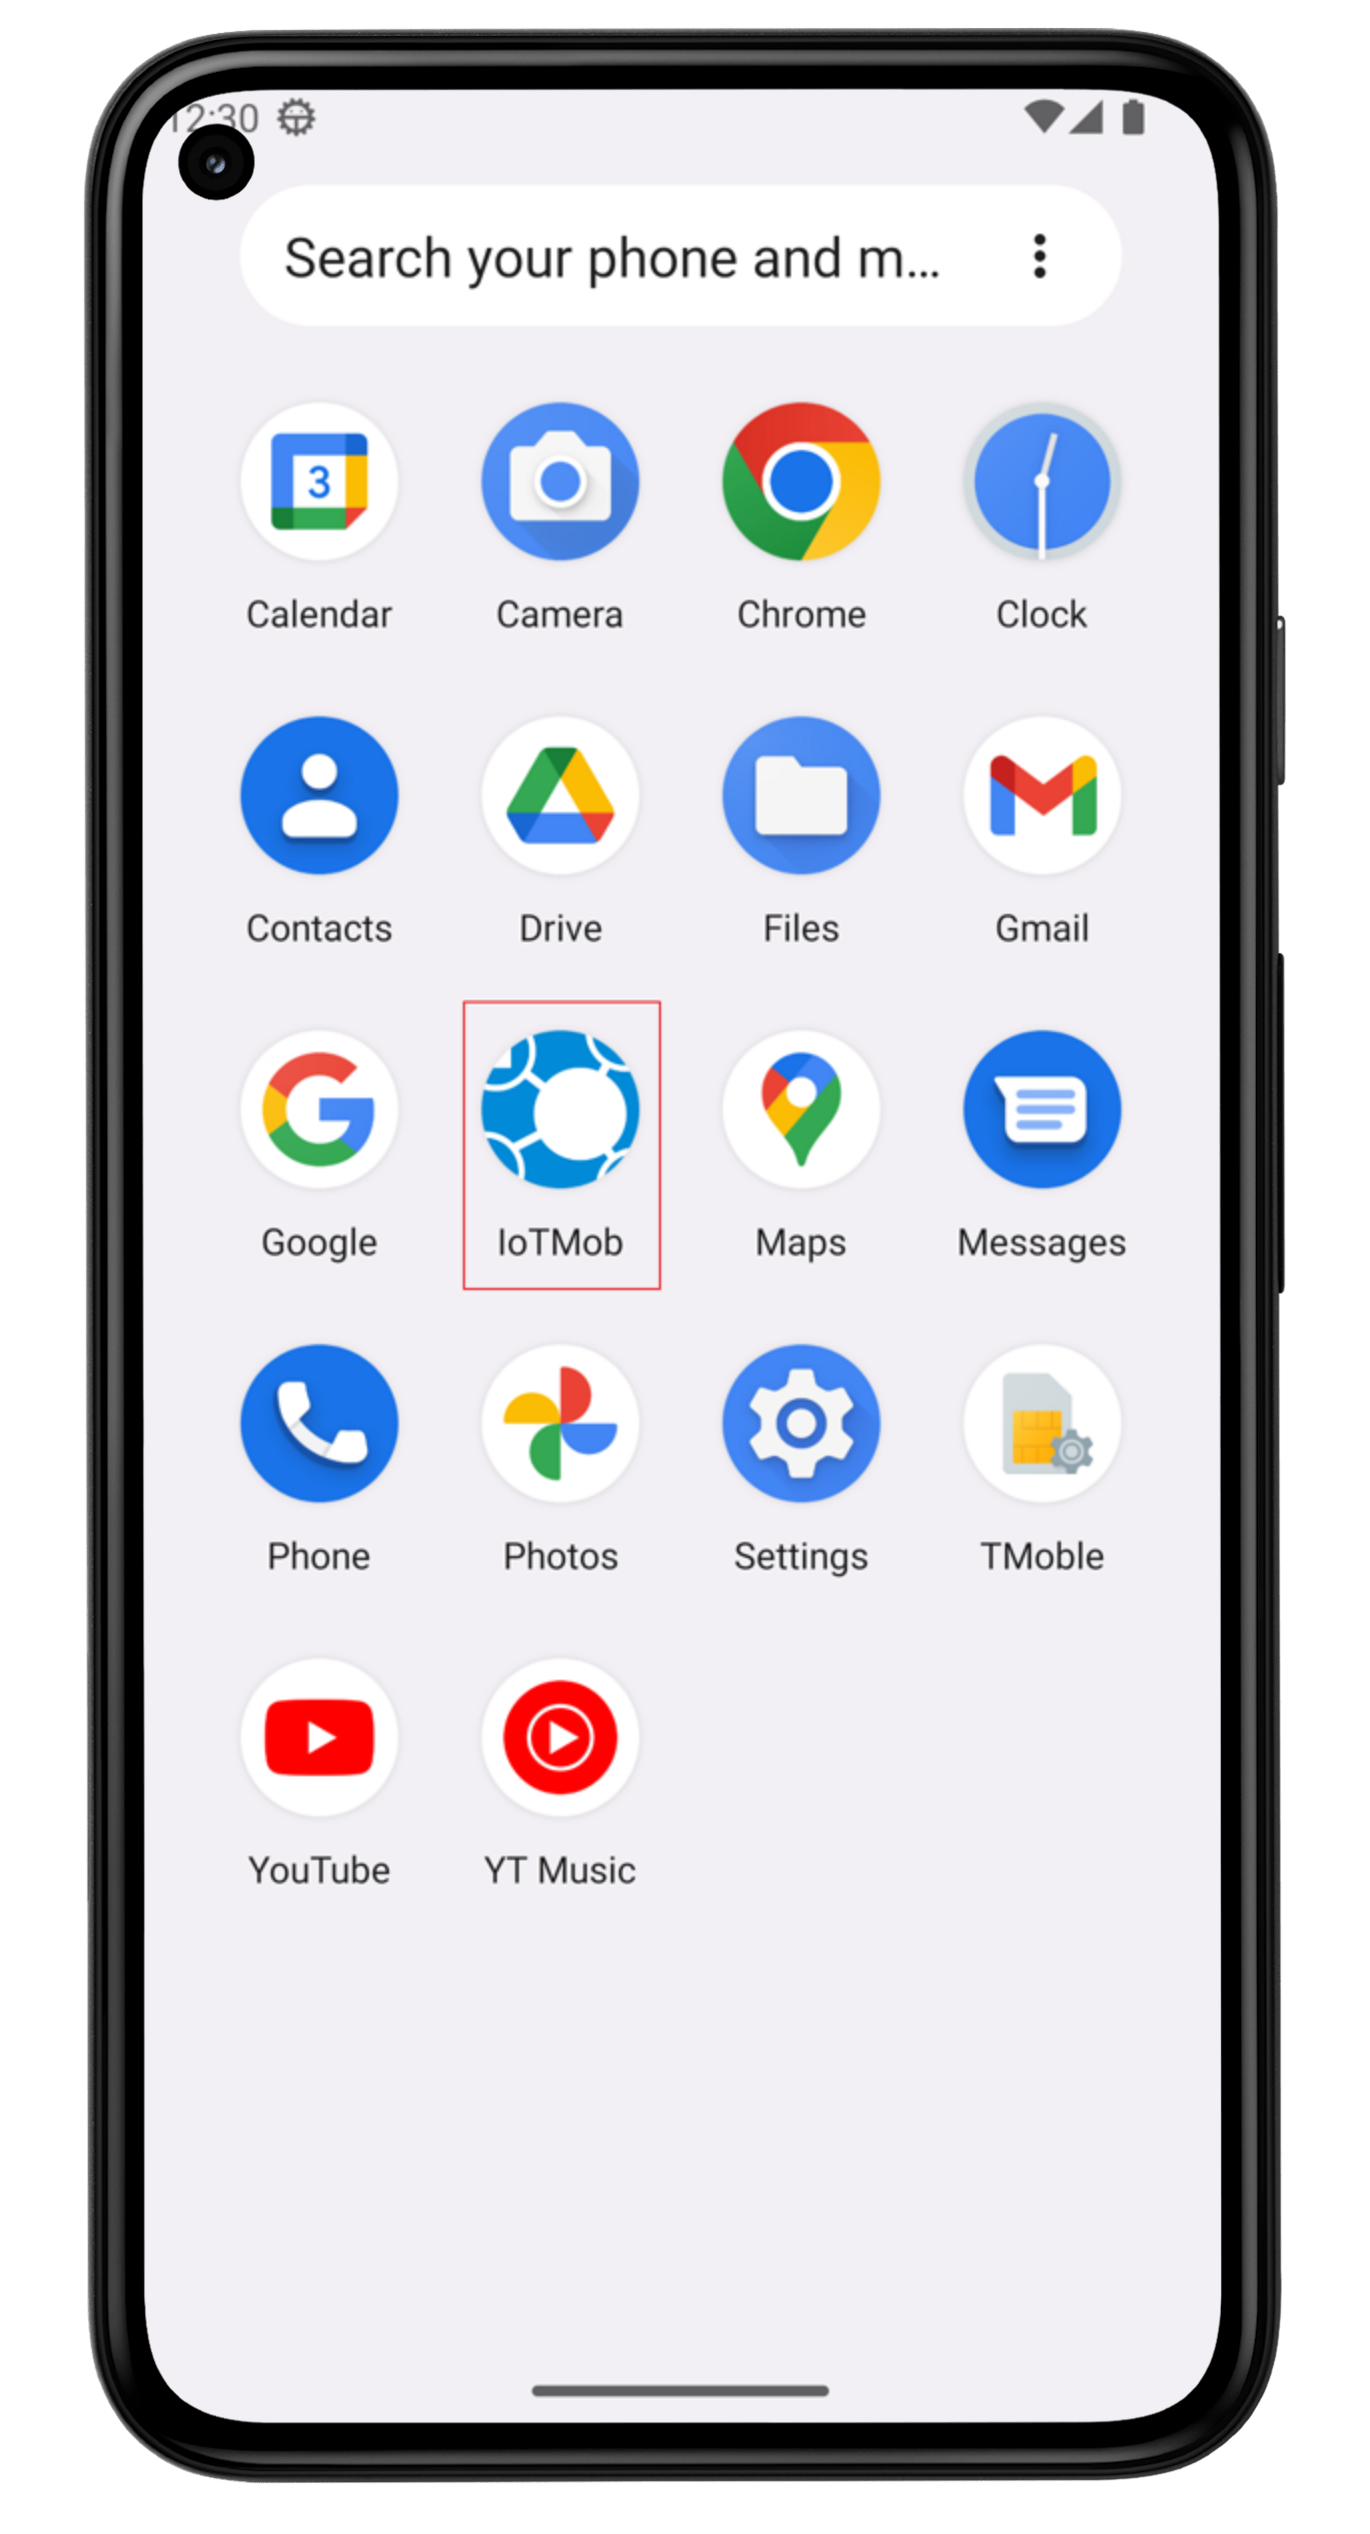 12:30
Search your phone and m...
3
Calendar Camera Chrome Clock
Contacts Drive Files Gmail
Google IoTMob Maps Messages
Phone Photos Settings TMoble
YouTube YT Music